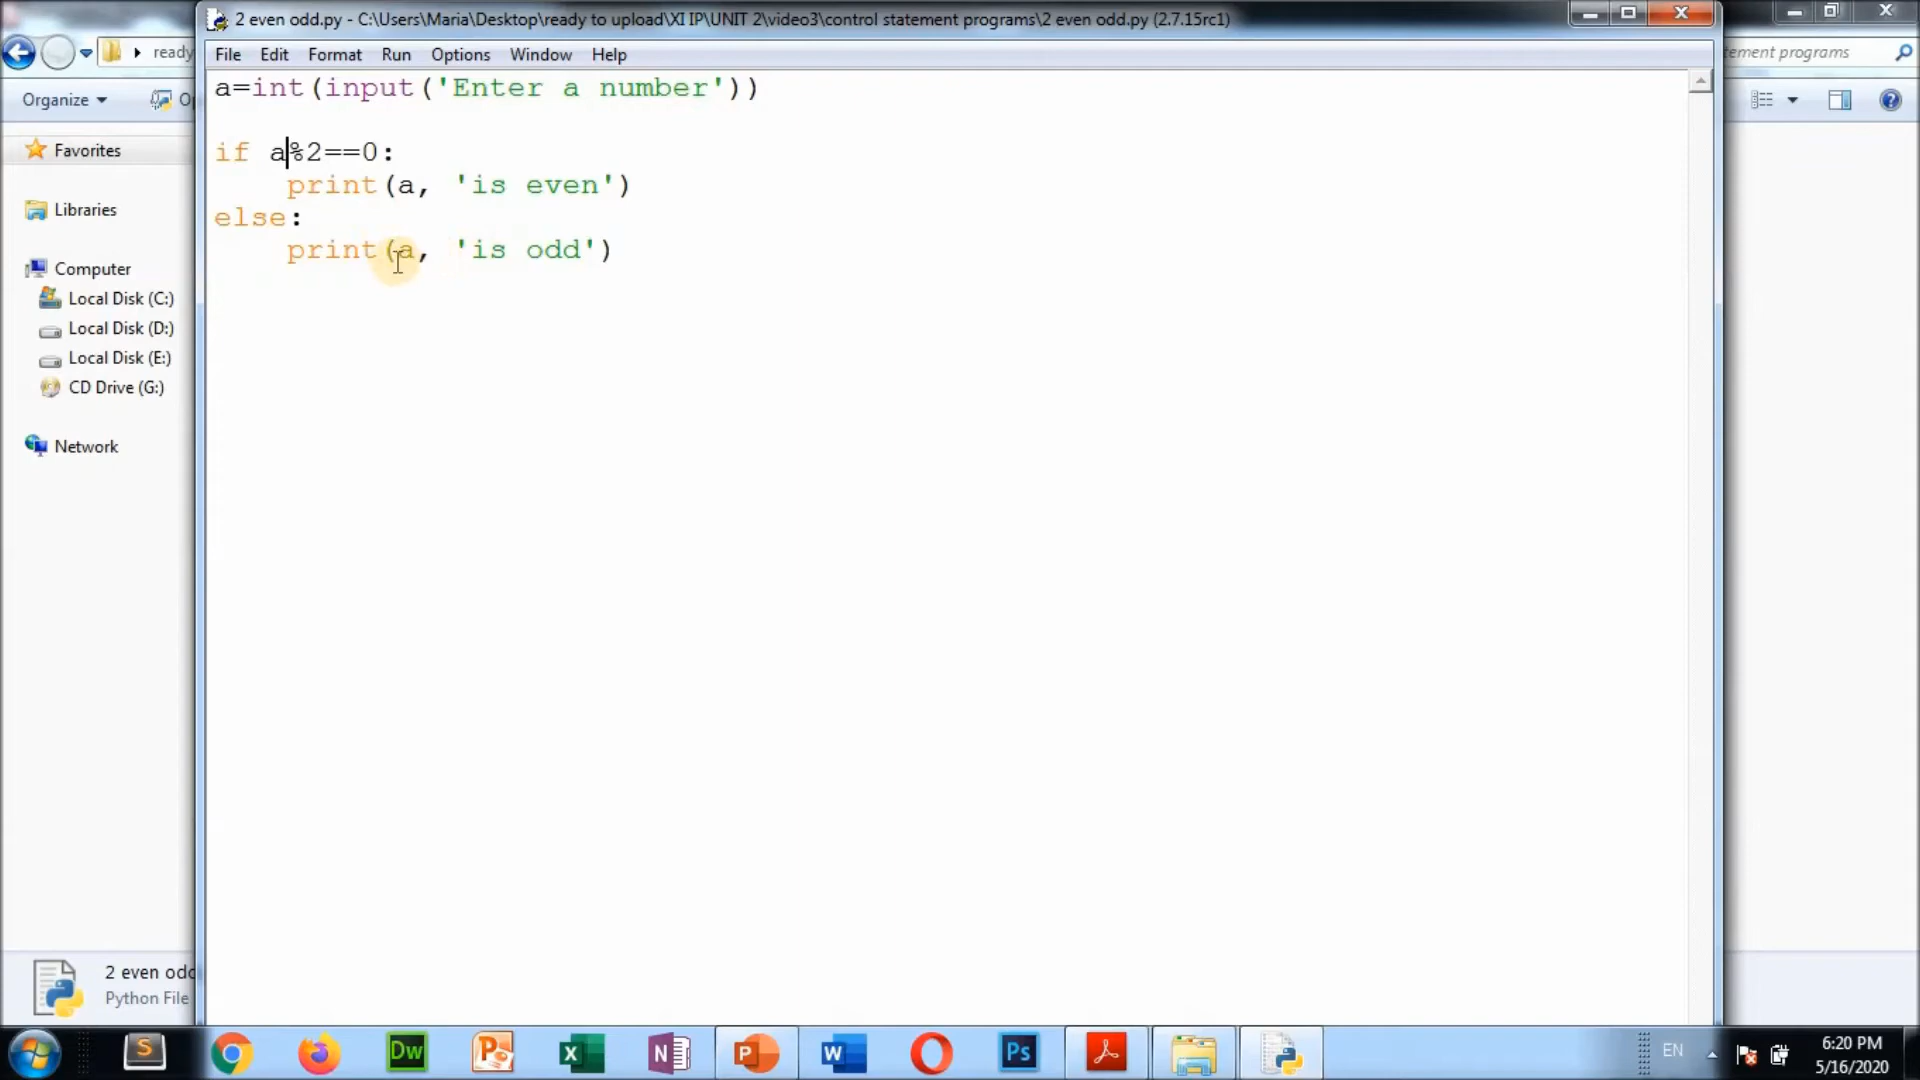 2 even odd.py - C:\Users\Maria\Desktop\ready to upload\XI IP\UNIT 2\video3\control statement programs\2 even odd.py (2.7.15rc1)
ready
File Edit Format Run Options Window Help
tement programs
Organize
a=int(input('Enter a number'))
if a%2==0:
    print(a, 'is even')
else:
    print(a, 'is odd')
Favorites
Libraries
Computer
Local Disk (C:)
Local Disk (D:)
Local Disk (E:)
CD Drive (G:)
Network
2 even odd
Python File
S
Dw
P
X
N
P
W
Ps
EN
6:20 PM
5/16/2020